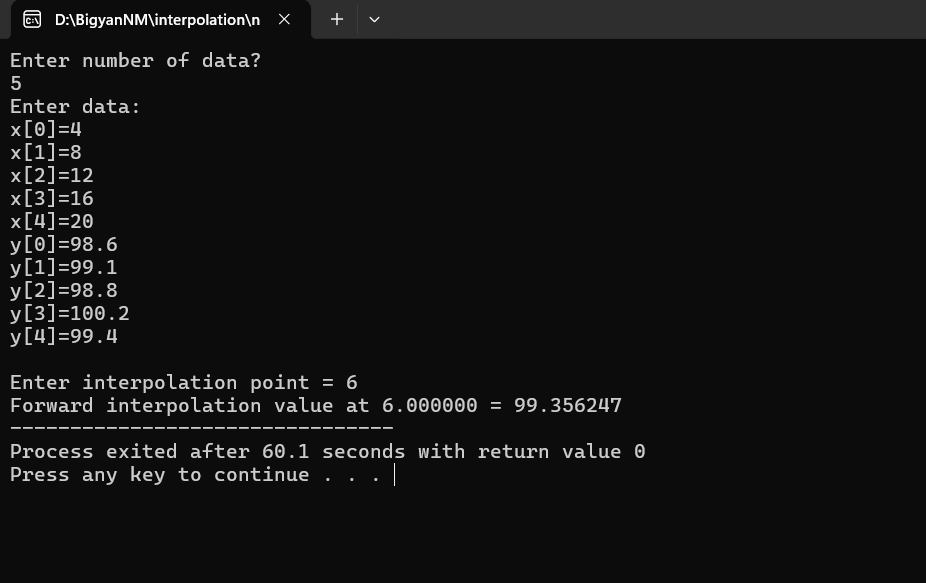 D:\BigyanNM\interpolation\n
Enter number of data?
5
Enter data:
x[0]=4
x[1]=8
x[2]=12
x[3]=16
x[4]=20
y[0]=98.6
y[1]=99.1
y[2]=98.8
y[3]=100.2
y[4]=99.4
Enter interpolation point = 6
Forward interpolation value at 6.000000 = 99.356247
--------------------------------
Process exited after 60.1 seconds with return value 0
Press any key to continue . . .